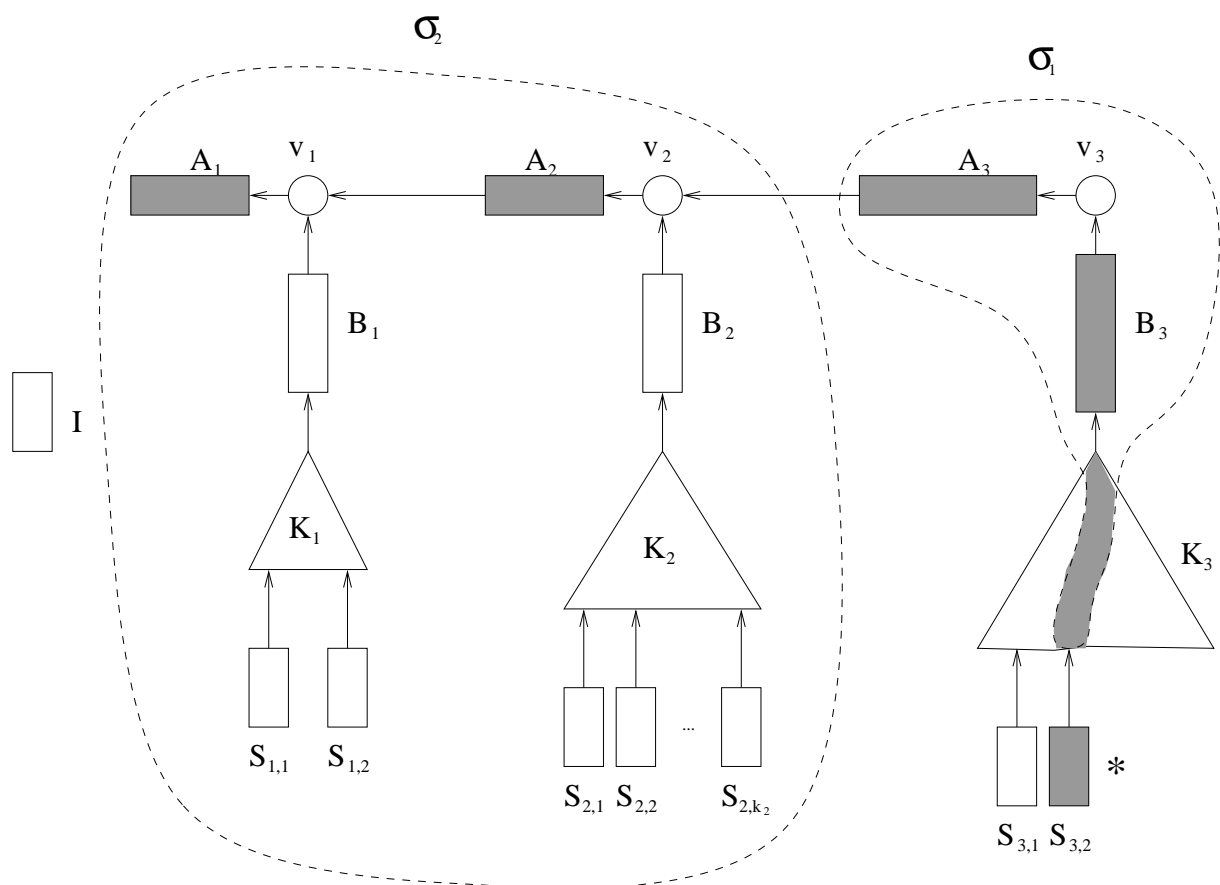 σ₂
σ₁
A₁ v₁ A₂ v₂ A₃ v₃
B₁ B₂ B₃
I
K₁ K₂ K₃
S₁,₁ S₁,₂
S₂,₁ S₂,₂ ... S₂,ₖ₂
*
S₃,₁ S₃,₂